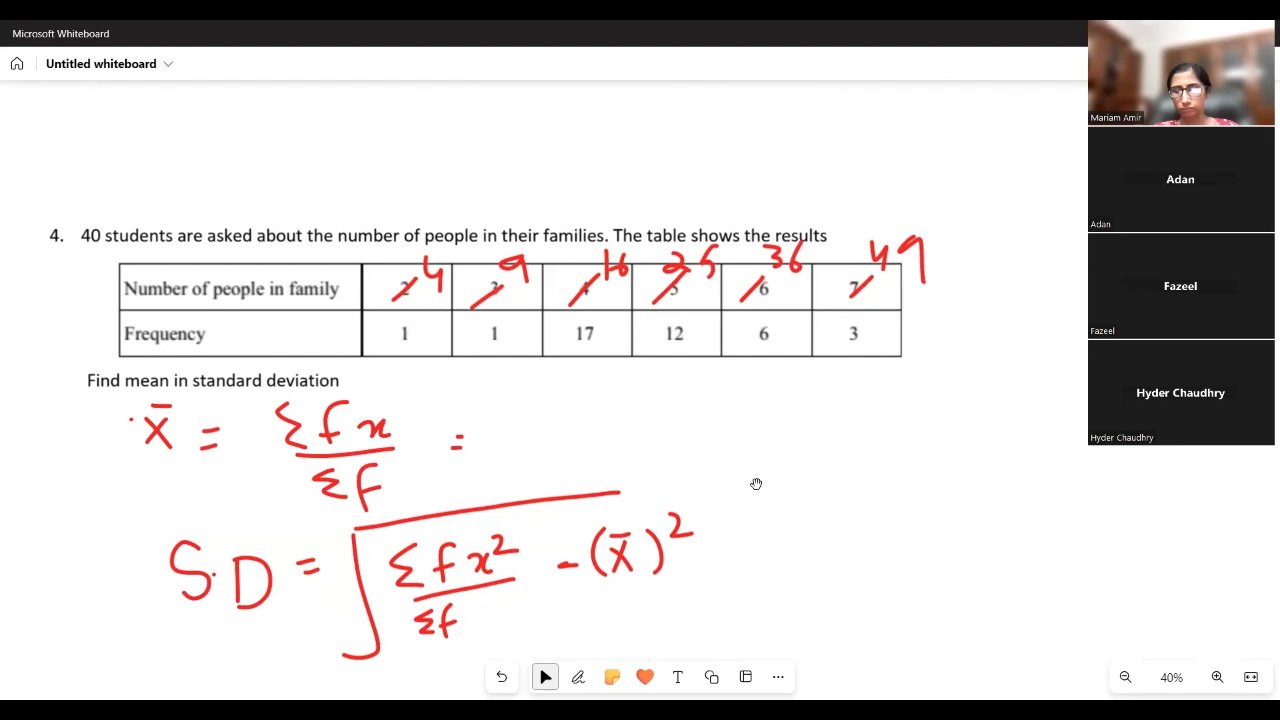 Microsoft Whiteboard
Untitled whiteboard
Mariam Amir
Adan
Adan
Fazeel
Fazeel
Hyder Chaudhry
Hyder Chaudhry
4. 40 students are asked about the number of people in their families. The table shows the results
4 9 16 25 36 49
Number of people in family 2 3 4 5 6 7
Frequency 1 1 17 12 6 3
Find mean in standard deviation
x̄ = Σfx / Σf =
S.D = √(Σfx² / Σf - (x̄)²)
40%